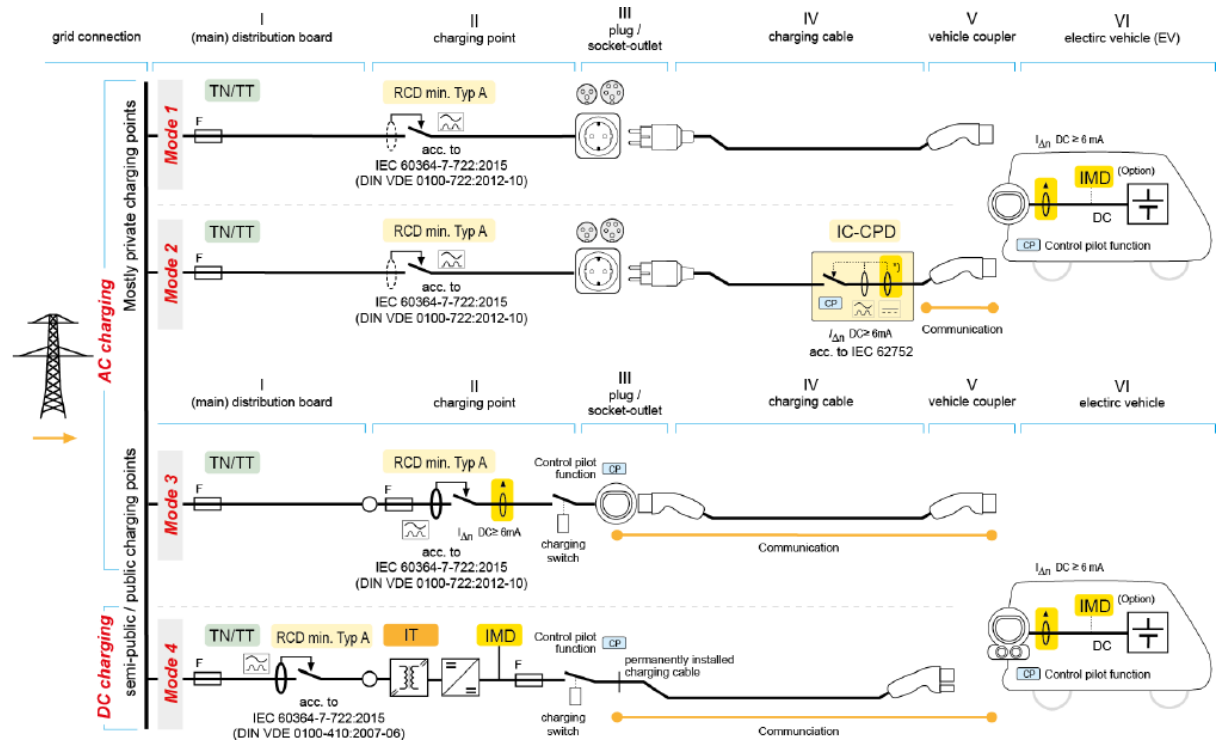 I II III IV V VI
grid connection (main) distribution board charging point plug / socket-outlet charging cable vehicle coupler electirc vehicle (EV)
AC charging
Mostly private charging points
Mode 1
TN/TT
F
RCD min. Typ A
acc. to
IEC 60364-7-722:2015
(DIN VDE 0100-722:2012-10)
Mode 2
TN/TT
F
RCD min. Typ A
acc. to
IEC 60364-7-722:2015
(DIN VDE 0100-722:2012-10)
IC-CPD
*)
CP
IΔn DC≥ 6mA
acc. to IEC 62752
Communication
IΔn DC ≥ 6 mA
IMD (Option)
DC
CP Control pilot function
I II III IV V VI
(main) distribution board charging point plug / socket-outlet charging cable vehicle coupler electirc vehicle
semi-public / public charging points
Mode 3
TN/TT
F
RCD min. Typ A
F
IΔn DC≥ 6mA
acc. to
IEC 60364-7-722:2015
(DIN VDE 0100-722:2012-10)
Control pilot
function CP
charging
switch
Communication
DC charging
Mode 4
TN/TT
F
RCD min. Typ A
acc. to
IEC 60364-7-722:2015
(DIN VDE 0100-410:2007-06)
IT
IMD
F
Control pilot
function CP
charging
switch
permanently installed
charging cable
Communication
IΔn DC ≥ 6 mA
IMD (Option)
DC
CP Control pilot function